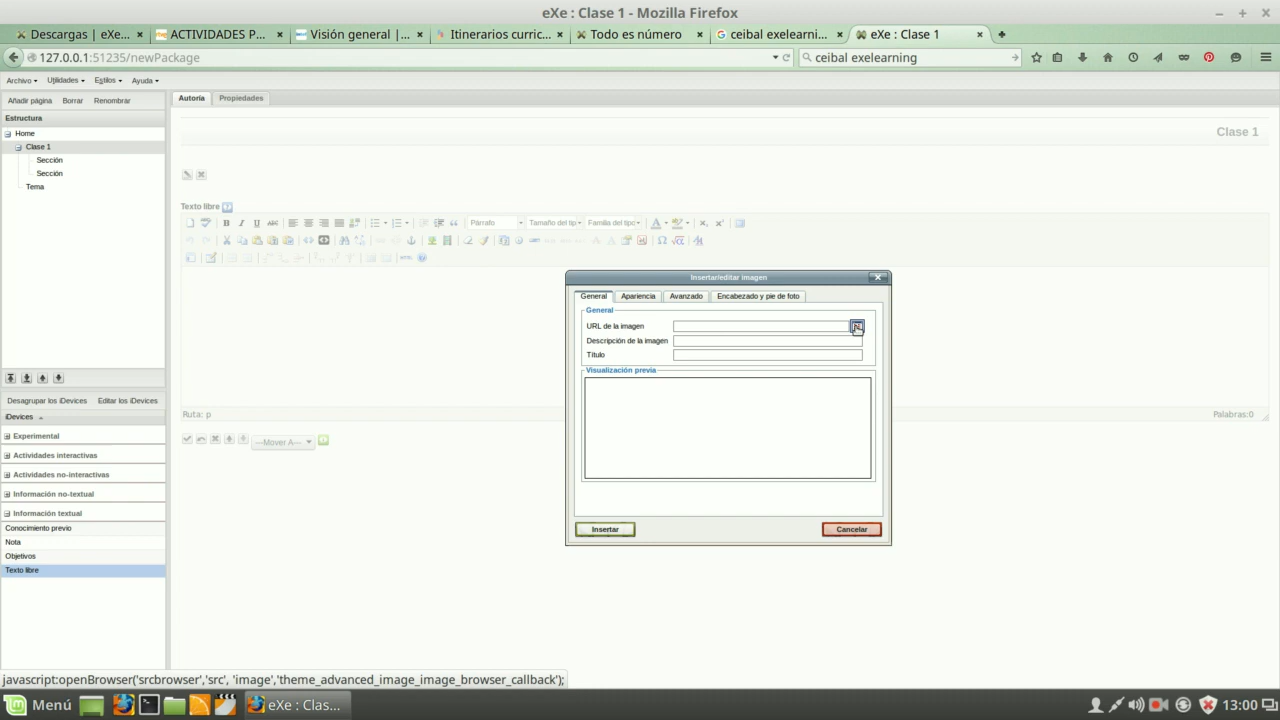 eXe : Clase 1 - Mozilla Firefox
Descargas | eXe...
ACTIVIDADES P...
Visión general |...
Itinerarios curric...
Todo es número
ceibal exelearni...
eXe : Clase 1
127.0.0.1:51235/newPackage
ceibal exelearning
Archivo Utilidades Estilos Ayuda
Añadir página Borrar Renombrar
Autoría Propiedades
Estructura
Home
Clase 1
Sección
Sección
Tema
Clase 1
Texto libre
Párrafo Tamaño del tip Familia del tipo
Ruta: p
Palabras:0
—Mover A—
Insertar/editar imagen
General Apariencia Avanzado Encabezado y pie de foto
General
URL de la imagen
Descripción de la imagen
Título
Visualización previa
Insertar Cancelar
Desagrupar los iDevices Editar los iDevices
iDevices
Experimental
Actividades interactivas
Actividades no-interactivas
Información no-textual
Información textual
Conocimiento previo
Nota
Objetivos
Texto libre
javascript:openBrowser('srcbrowser','src', 'image','theme_advanced_image_image_browser_callback');
Menú
eXe : Clas...
13:00